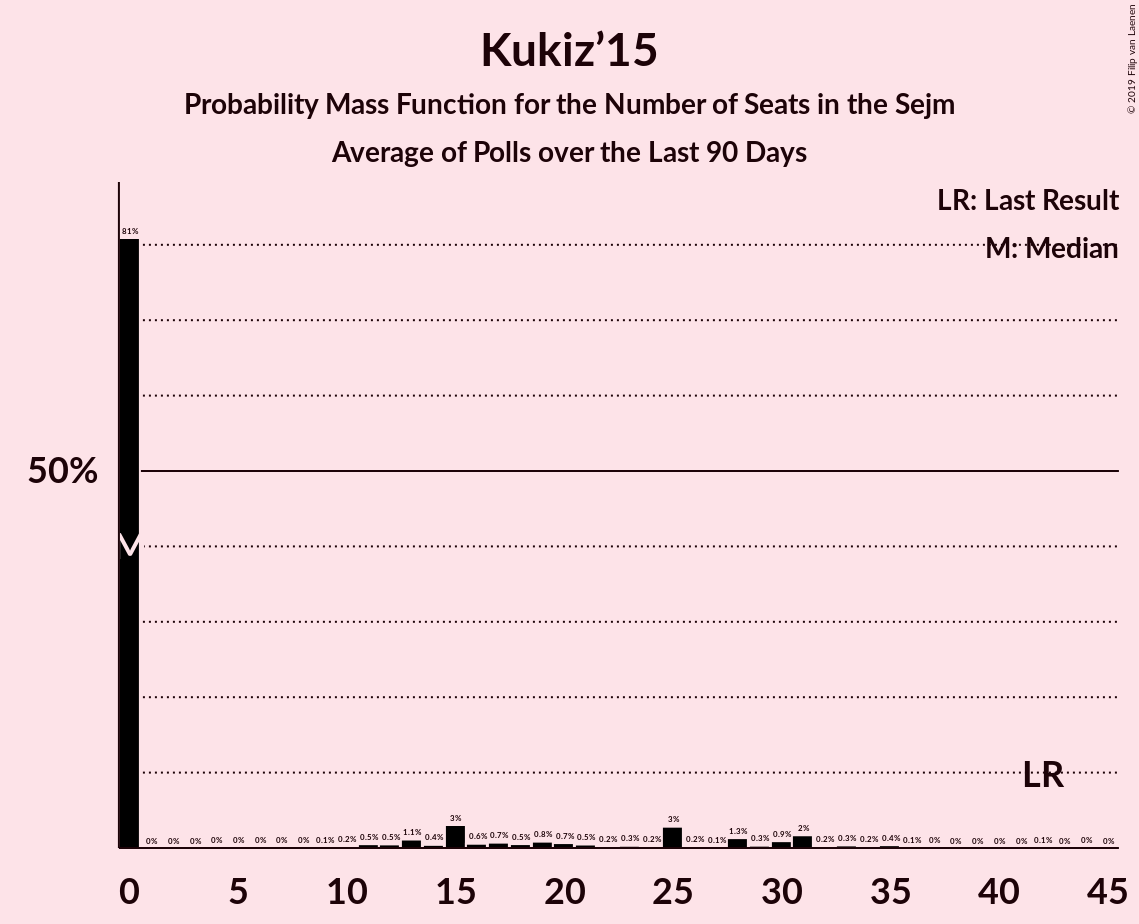 Kukiz’15
Probability Mass Function for the Number of Seats in the Sejm
Average of Polls over the Last 90 Days
© 2019 Filip van Laenen
LR: Last Result
M: Median
81%
50%
LR
0% 0% 0% 0% 0% 0% 0% 0% 0.1% 0.2% 0.5% 0.5% 1.1% 0.4% 3% 0.6% 0.7% 0.5% 0.8% 0.7% 0.5% 0.2% 0.3% 0.2% 3% 0.2% 0.1% 1.3% 0.3% 0.9% 2% 0.2% 0.3% 0.2% 0.4% 0.1% 0% 0% 0% 0% 0% 0.1% 0% 0% 0%
0 5 10 15 20 25 30 35 40 45